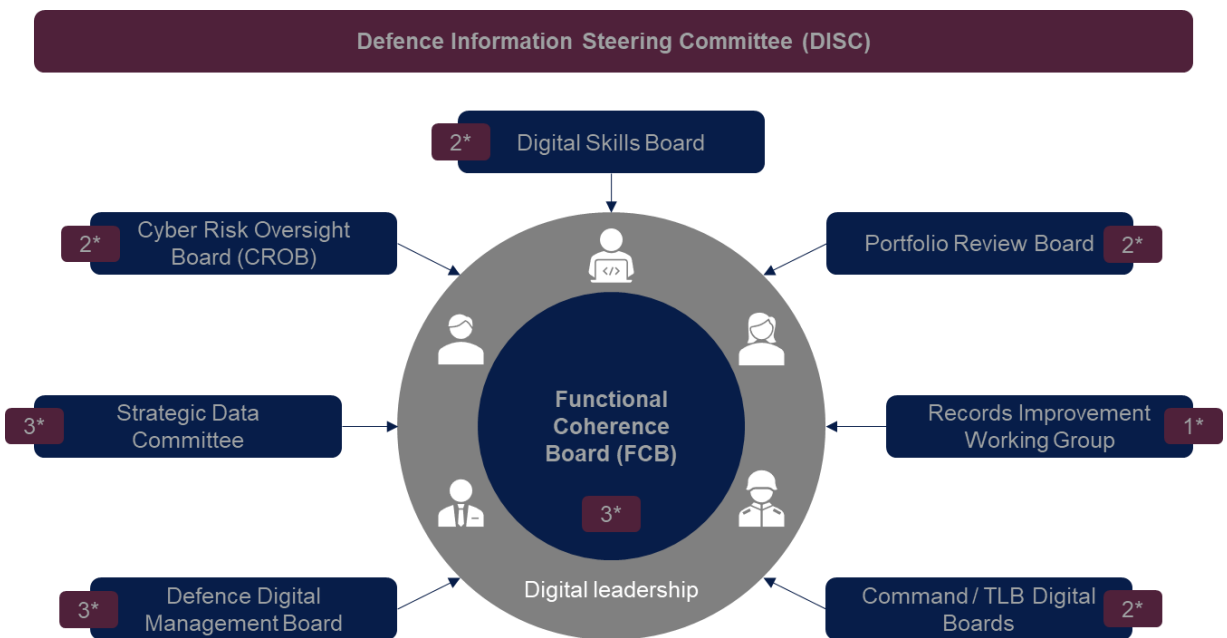 Defence Information Steering Committee (DISC)
2*
Digital Skills Board
2*
Cyber Risk Oversight
Board (CROB)
Portfolio Review Board
2*
</>
3*
Strategic Data
Committee
Functional
Coherence
Board (FCB)
3*
Records Improvement
Working Group
1*
3*
Defence Digital
Management Board
Digital leadership
Command / TLB Digital
Boards
2*